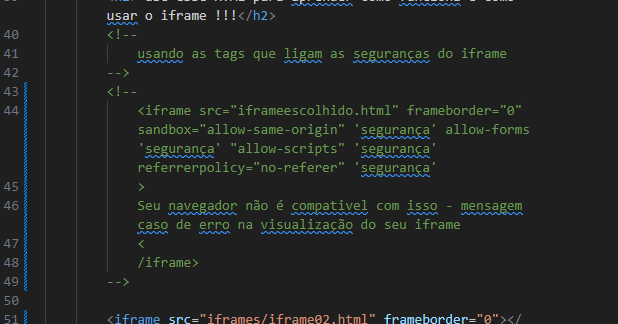 usar o iframe !!!</h2>
40 <!--
41 usando as tags que ligam as seguranças do iframe
42 -->
43 <!--
44 <iframe src="iframeescolhido.html" frameborder="0"
sandbox="allow-same-origin" 'segurança' allow-forms
'segurança' "allow-scripts" 'segurança'
referrerpolicy="no-referer" 'segurança'
45 >
46 Seu navegador não é compativel com isso - mensagem
caso de erro na visualização do seu iframe
47 <
48 /iframe>
49 -->
50
51 <iframe src="iframes/iframe02.html" frameborder="0"></